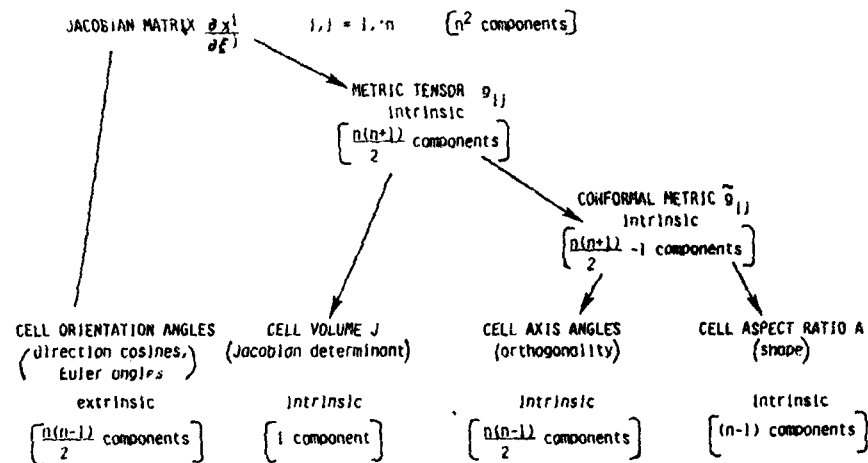 JACOBIAN MATRIX ∂x^i/∂ξ^j i,j = 1,·n [n² components]
METRIC TENSOR g_ij
intrinsic
[n(n+1)/2 components]
CONFORMAL METRIC g̃_ij
intrinsic
[n(n+1)/2 -1 components]
CELL ORIENTATION ANGLES
(direction cosines,
Euler angles)
extrinsic
[n(n-1)/2 components]
CELL VOLUME J
(Jacobian determinant)
intrinsic
[1 component]
CELL AXIS ANGLES
(orthogonality)
intrinsic
[n(n-1)/2 components]
CELL ASPECT RATIO A
(shape)
intrinsic
[(n-1) components]